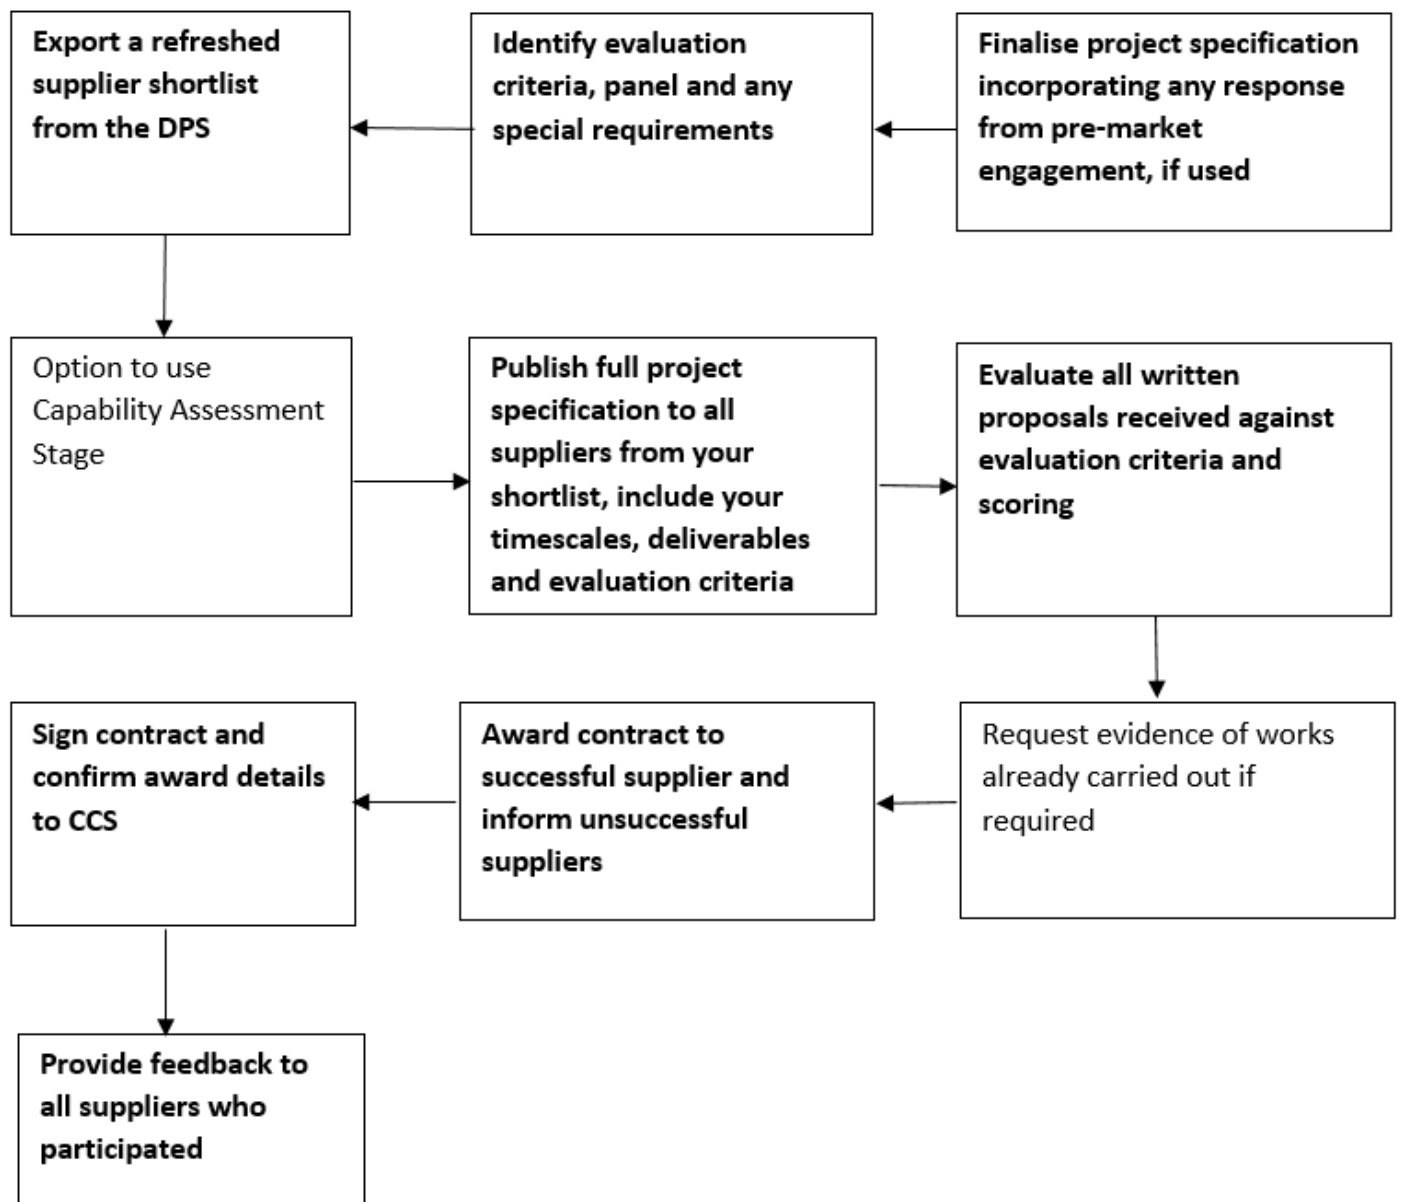 Export a refreshed
supplier shortlist
from the DPS
Identify evaluation
criteria, panel and any
special requirements
Finalise project specification
incorporating any response
from pre-market
engagement, if used
Option to use
Capability Assessment
Stage
Publish full project
specification to all
suppliers from your
shortlist, include your
timescales, deliverables
and evaluation criteria
Evaluate all written
proposals received against
evaluation criteria and
scoring
Sign contract and
confirm award details
to CCS
Award contract to
successful supplier and
inform unsuccessful
suppliers
Request evidence of works
already carried out if
required
Provide feedback to
all suppliers who
participated